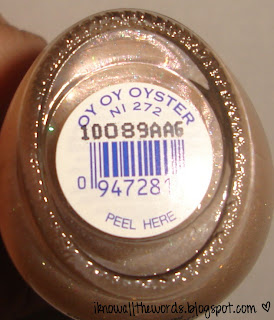 OY OY OYSTER
NI 272
10089AA6
0 947281
PEEL HERE
iknowallthewords.blogspot.com